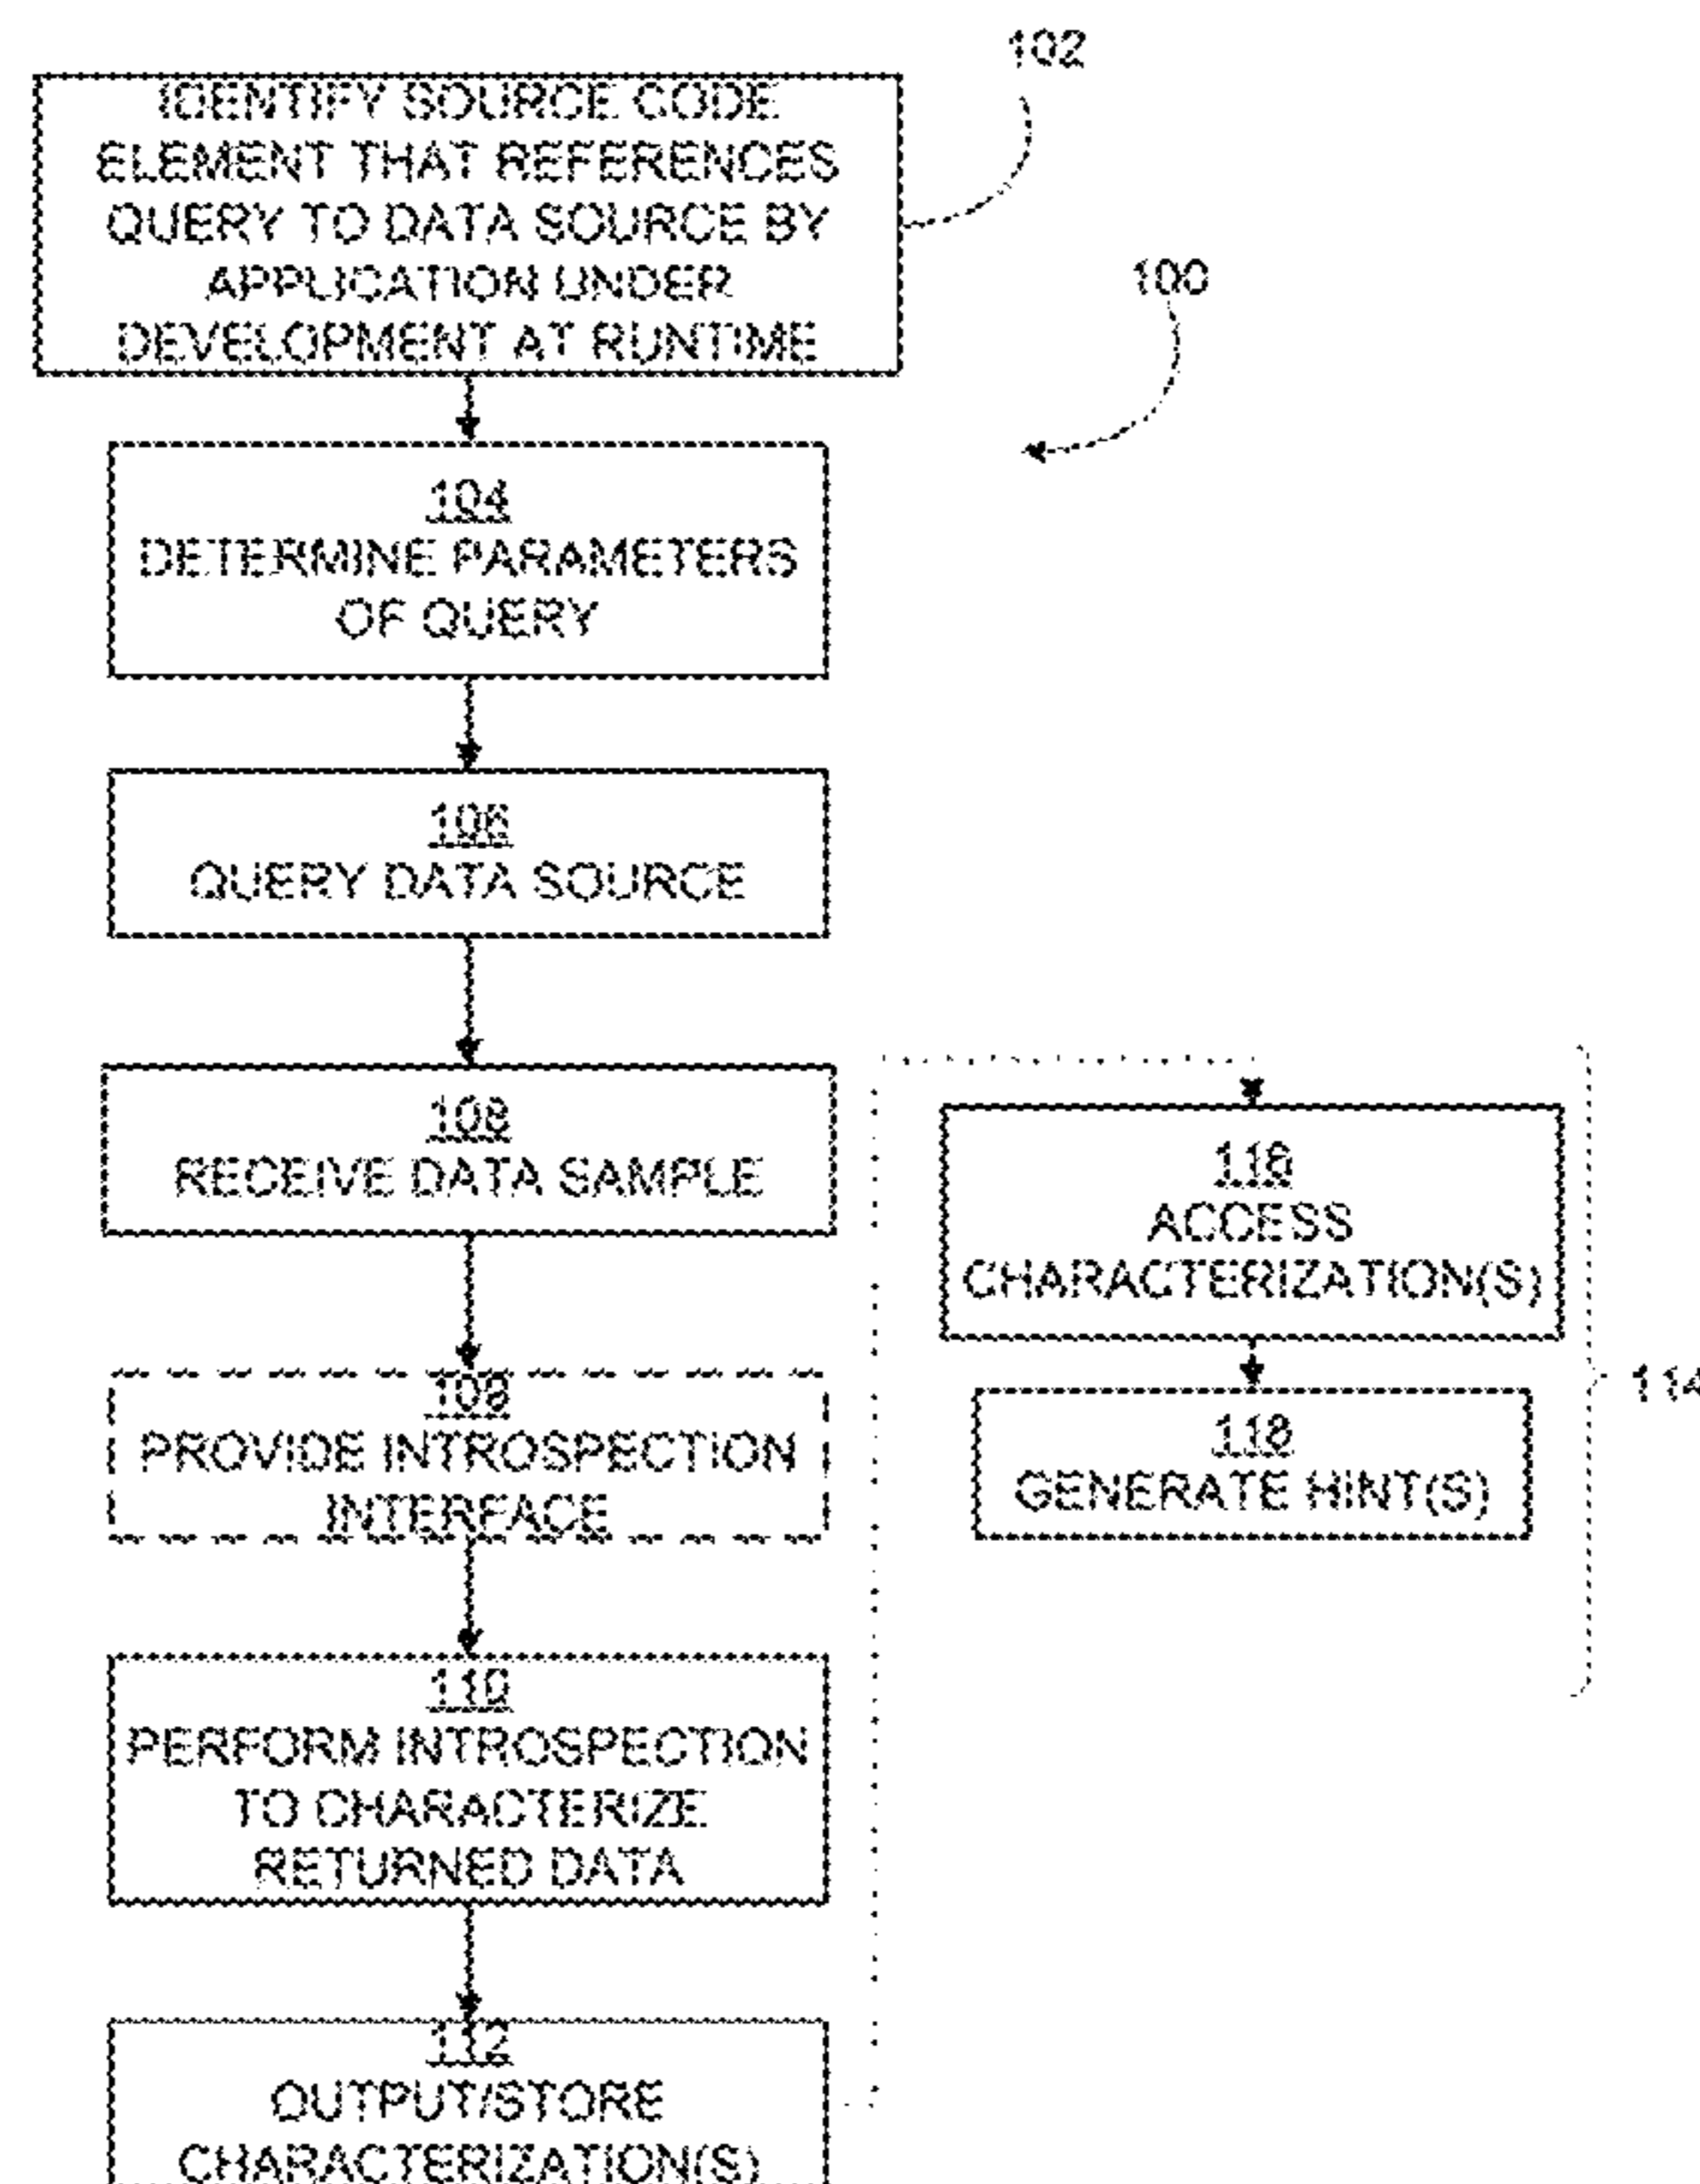 102
IDENTIFY SOURCE CODE
ELEMENT THAT REFERENCES
QUERY TO DATA SOURCE BY
APPLICATION UNDER
DEVELOPMENT AT RUNTIME
100
104
DETERMINE PARAMETERS
OF QUERY
106
QUERY DATA SOURCE
108
RECEIVE DATA SAMPLE
109
PROVIDE INTROSPECTION
INTERFACE
110
PERFORM INTROSPECTION
TO CHARACTERIZE
RETURNED DATA
112
OUTPUT/STORE
CHARACTERIZATION(S)
ACCESS
CHARACTERIZATION(S)
118
GENERATE HINT(S)
114